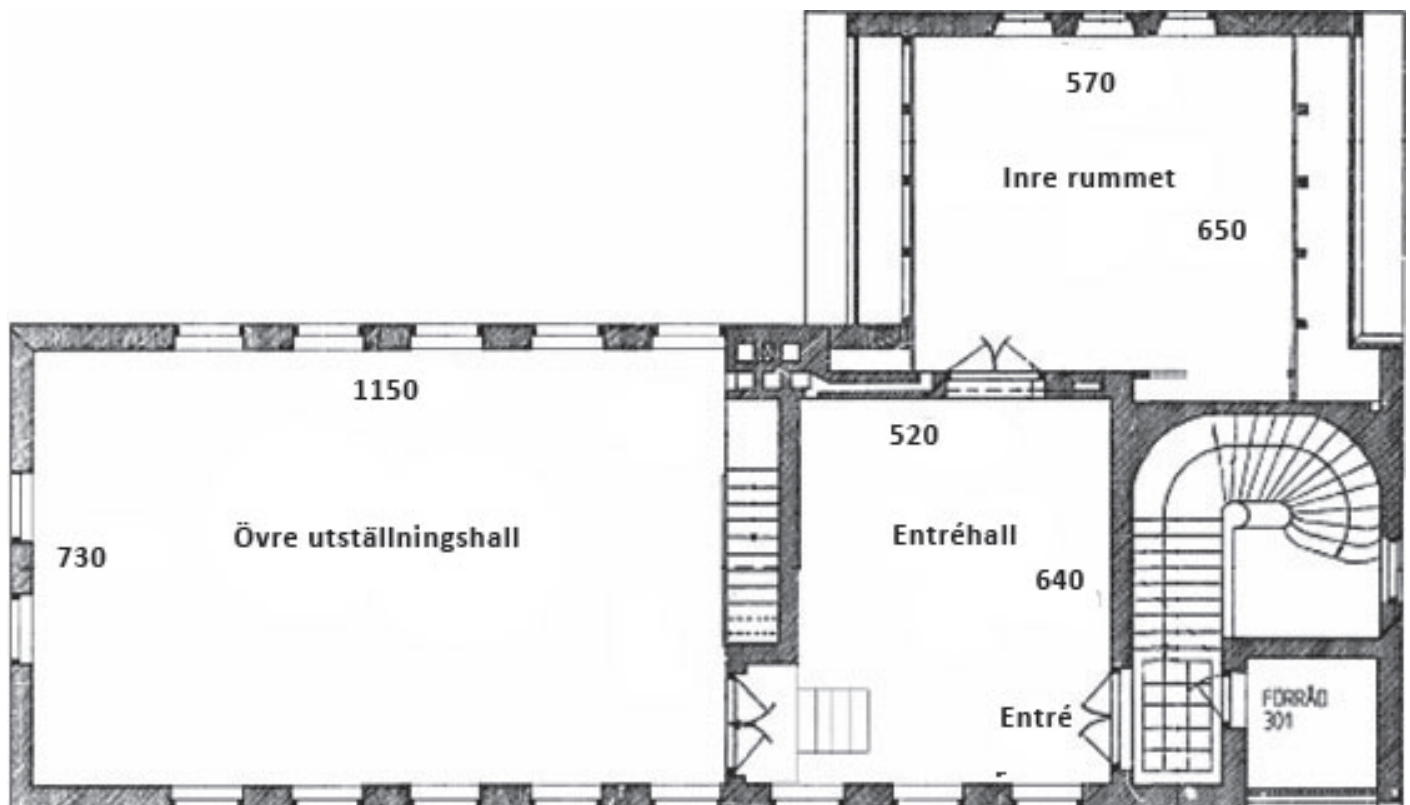 570
Inre rummet
650
1150
520
Övre utställningshall
Entréhall
730
640
Entré
FÖRRÅD
301